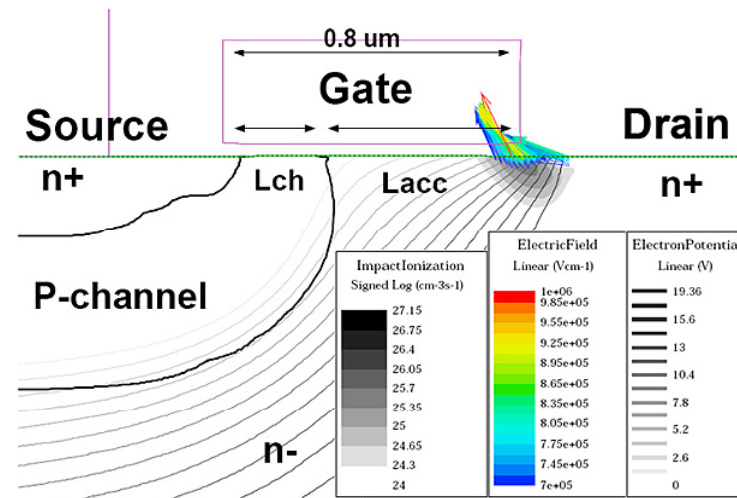 0.8 um
Gate
Source
Drain
n+
Lch
Lacc
n+
P-channel
n-
ImpactIonization
Signed Log (cm-3s-1)
27.15
26.75
26.4
26.05
25.7
25.35
25
24.65
24.3
24
ElectricField
Linear (Vcm-1)
1e+06
9.85e+05
9.55e+05
9.25e+05
8.95e+05
8.65e+05
8.35e+05
8.05e+05
7.75e+05
7.45e+05
7e+05
ElectronPotentia
Linear (V)
19.36
15.6
13
10.4
7.8
5.2
2.6
0